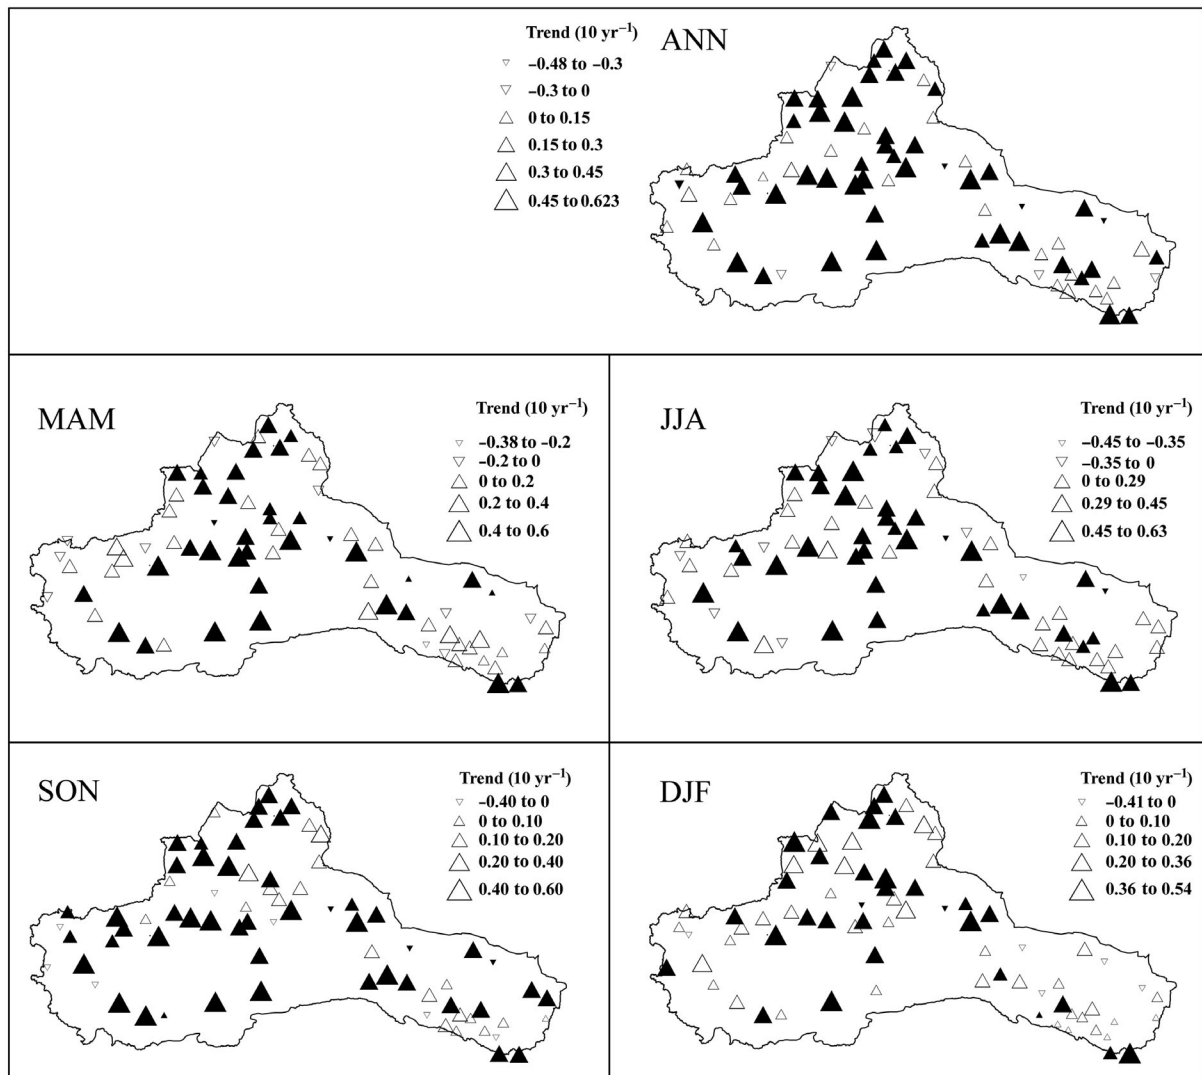 Trend (10 yr⁻¹)
ANN
−0.48 to −0.3
−0.3 to 0
0 to 0.15
0.15 to 0.3
0.3 to 0.45
0.45 to 0.623
MAM
Trend (10 yr⁻¹)
−0.38 to −0.2
−0.2 to 0
0 to 0.2
0.2 to 0.4
0.4 to 0.6
JJA
Trend (10 yr⁻¹)
−0.45 to −0.35
−0.35 to 0
0 to 0.29
0.29 to 0.45
0.45 to 0.63
SON
Trend (10 yr⁻¹)
−0.40 to 0
0 to 0.10
0.10 to 0.20
0.20 to 0.40
0.40 to 0.60
DJF
Trend (10 yr⁻¹)
−0.41 to 0
0 to 0.10
0.10 to 0.20
0.20 to 0.36
0.36 to 0.54